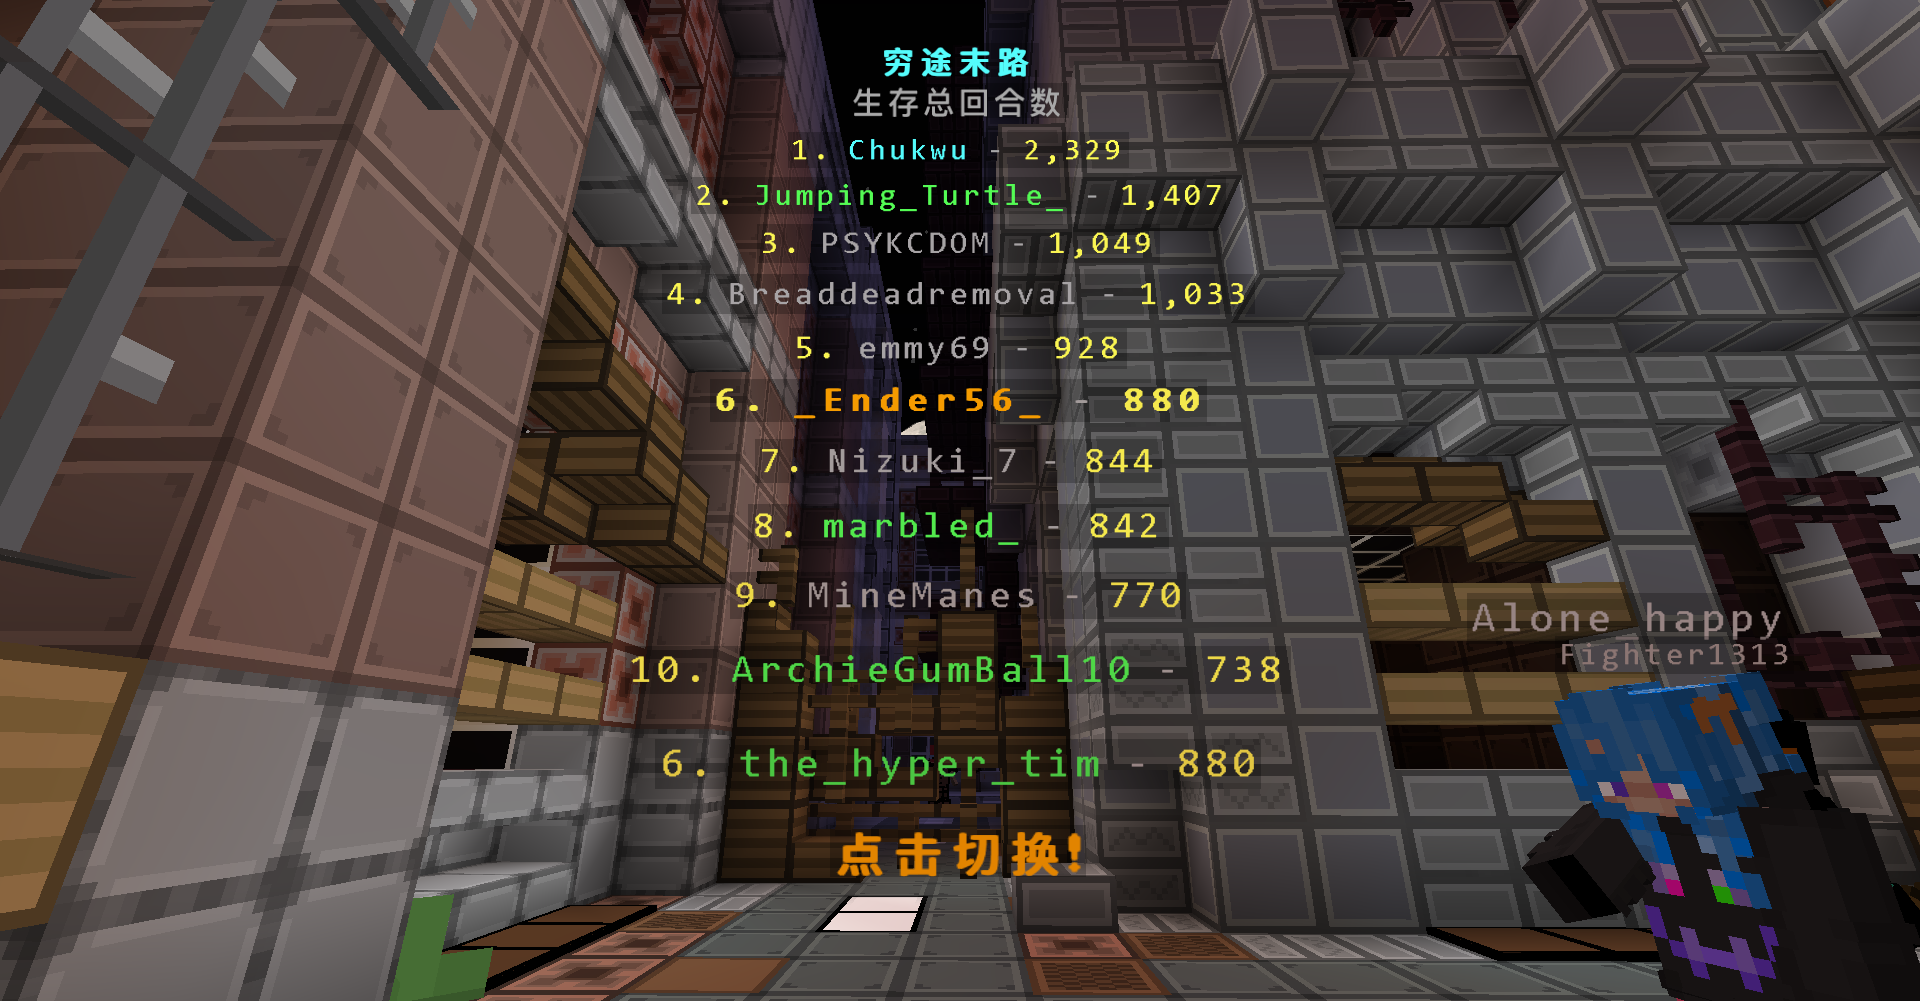 穷途末路
生存总回合数
1. Chukwu - 2,329
2. Jumping_Turtle_ - 1,407
3. PSYKCDOM - 1,049
4. Breaddeadremoval - 1,033
5. emmy69 - 928
6. _Ender56_ - 880
7. Nizuki_7 - 844
8. marbled_ - 842
9. MineManes - 770
10. ArchieGumBall10 - 738
6. the_hyper_tim - 880
点击切换!
Alone_happy
Fighter1313